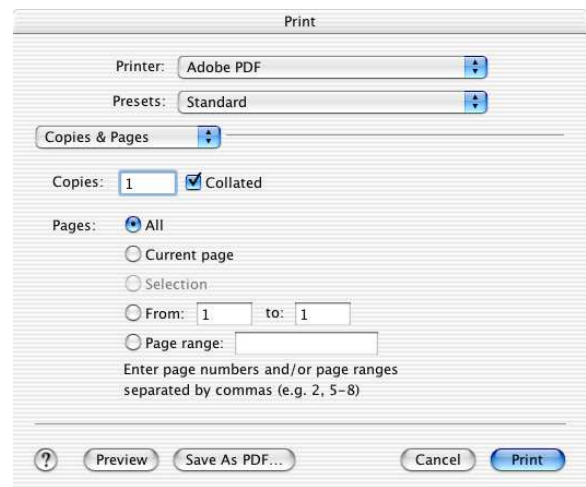 Print
Printer: Adobe PDF
Presets: Standard
Copies & Pages
Copies: 1 Collated
Pages: All
Current page
Selection
From: 1 to: 1
Page range:
Enter page numbers and/or page ranges
separated by commas (e.g. 2, 5-8)
? Preview Save As PDF... Cancel Print